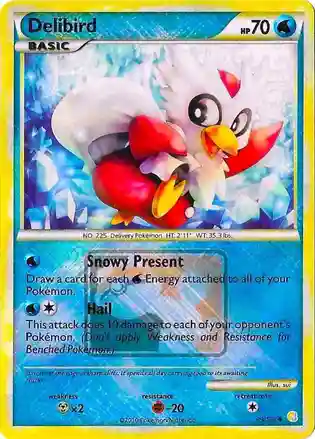 Delibird
HP 70
BASIC
NO. 225 Delivery Pokémon HT: 2'11" WT: 35.3 lbs.
Snowy Present
Draw a card for each Energy attached to all of your
Pokémon.
Hail
This attack does 10 damage to each of your opponent's
Pokémon. (Don't apply Weakness and Resistance for
Benched Pokémon.)
Illus. sui
weakness
resistance
retreat cost
×2
-20